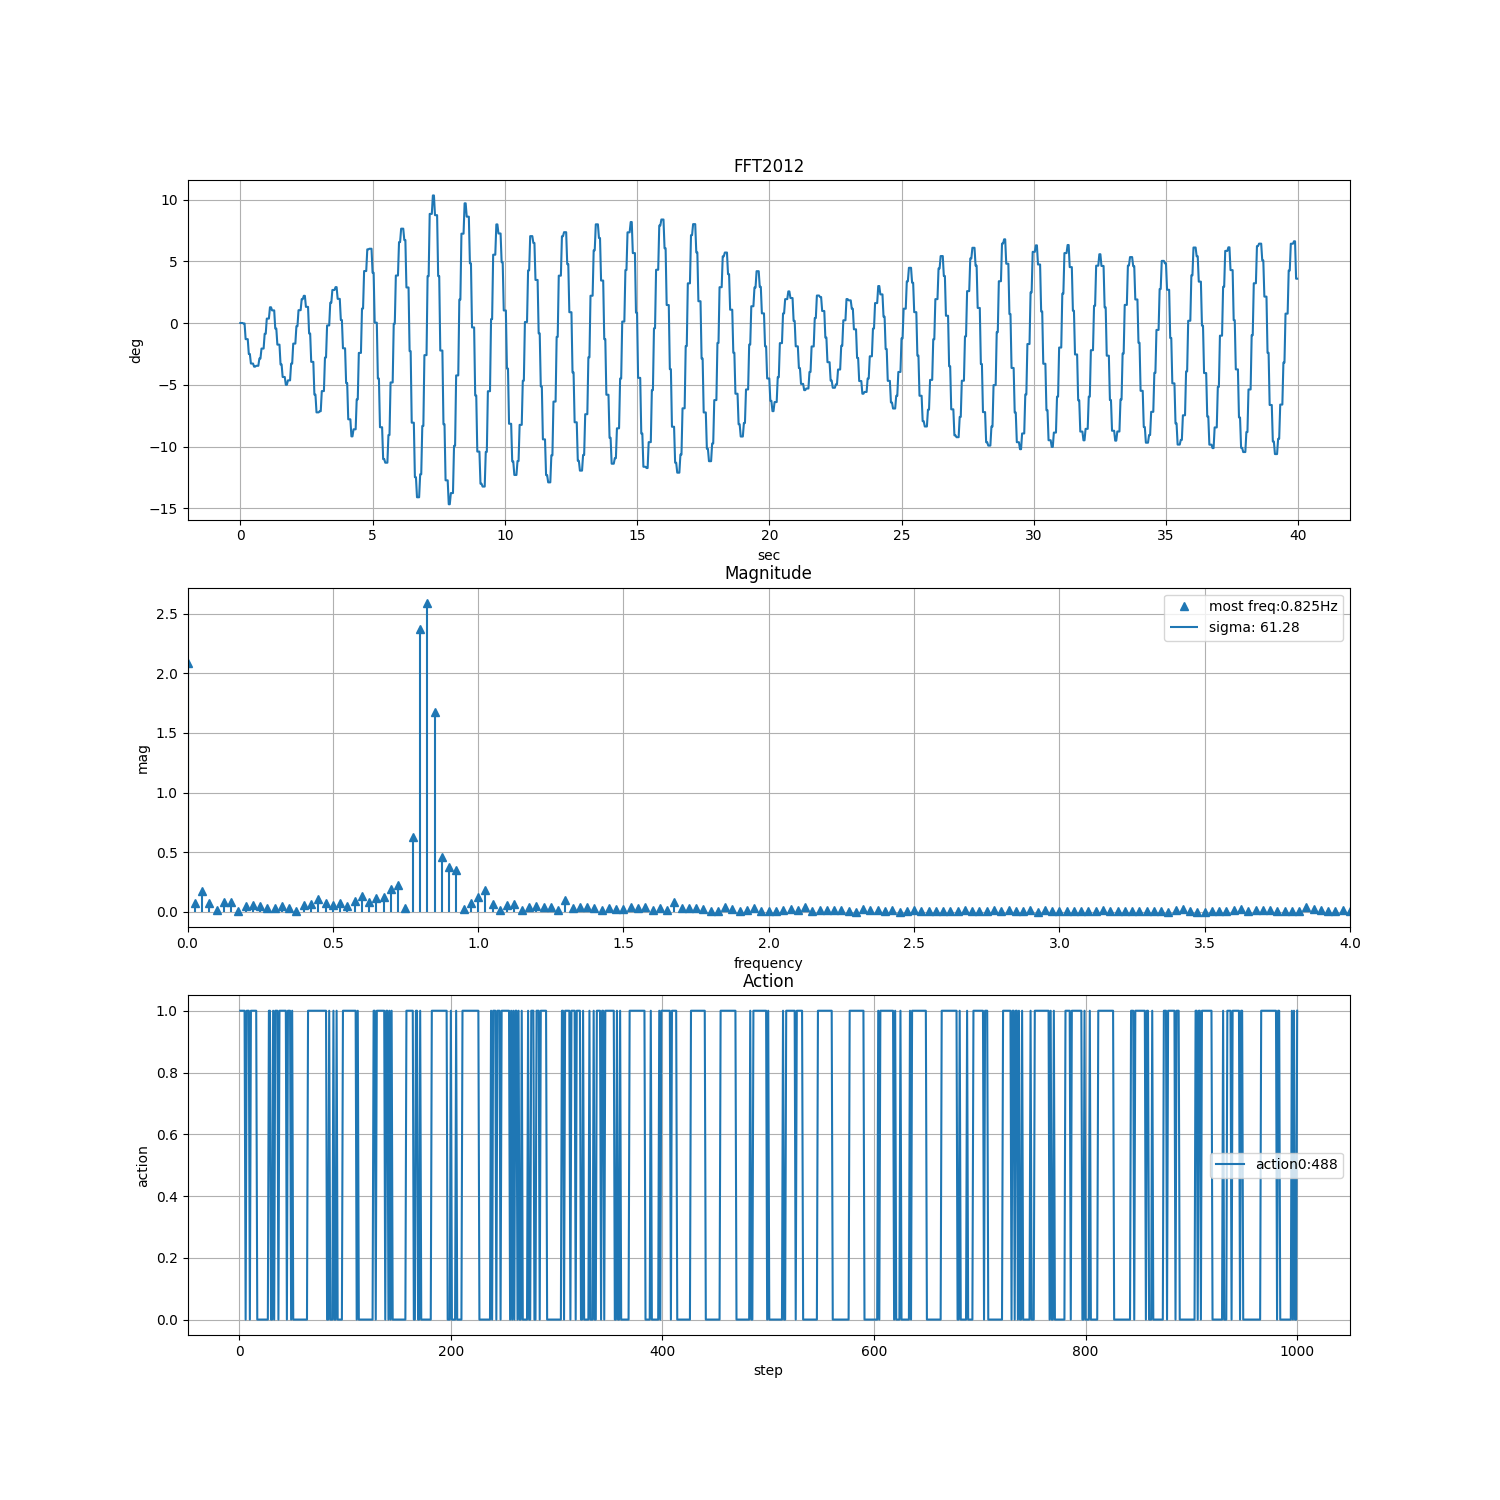 FFT2012
10
5
0
−5
−10
−15
deg
0 5 10 15 20 25 30 35 40
sec
Magnitude
2.5
2.0
1.5
1.0
0.5
0.0
mag
most freq:0.825Hz
sigma: 61.28
0.0 0.5 1.0 1.5 2.0 2.5 3.0 3.5 4.0
frequency
Action
1.0
0.8
0.6
0.4
0.2
0.0
action
action0:488
0 200 400 600 800 1000
step